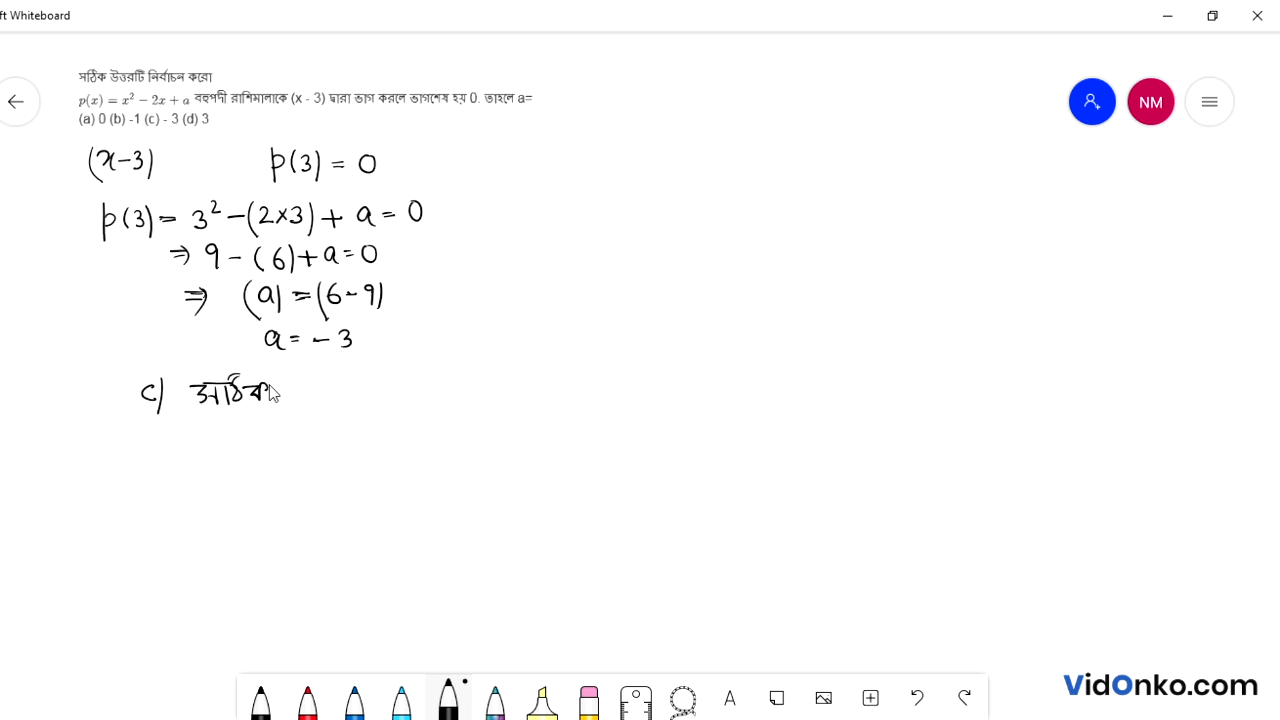 ft Whiteboard
সঠিক উত্তরটি নির্বাচন করো
p(x) = x² − 2x + a বহুপদী রাশিমালাকে (x - 3) দ্বারা ভাগ করলে ভাগশেষ হয় 0. তাহলে a=
(a) 0 (b) -1 (c) - 3 (d) 3
NM
(x−3) p(3) = 0
p(3) = 3² −(2×3) + a = 0
⇒ 9 − (6) + a = 0
⇒ (a) = (6−9)
a = − 3
c) সঠিক
A
VidOnko.com